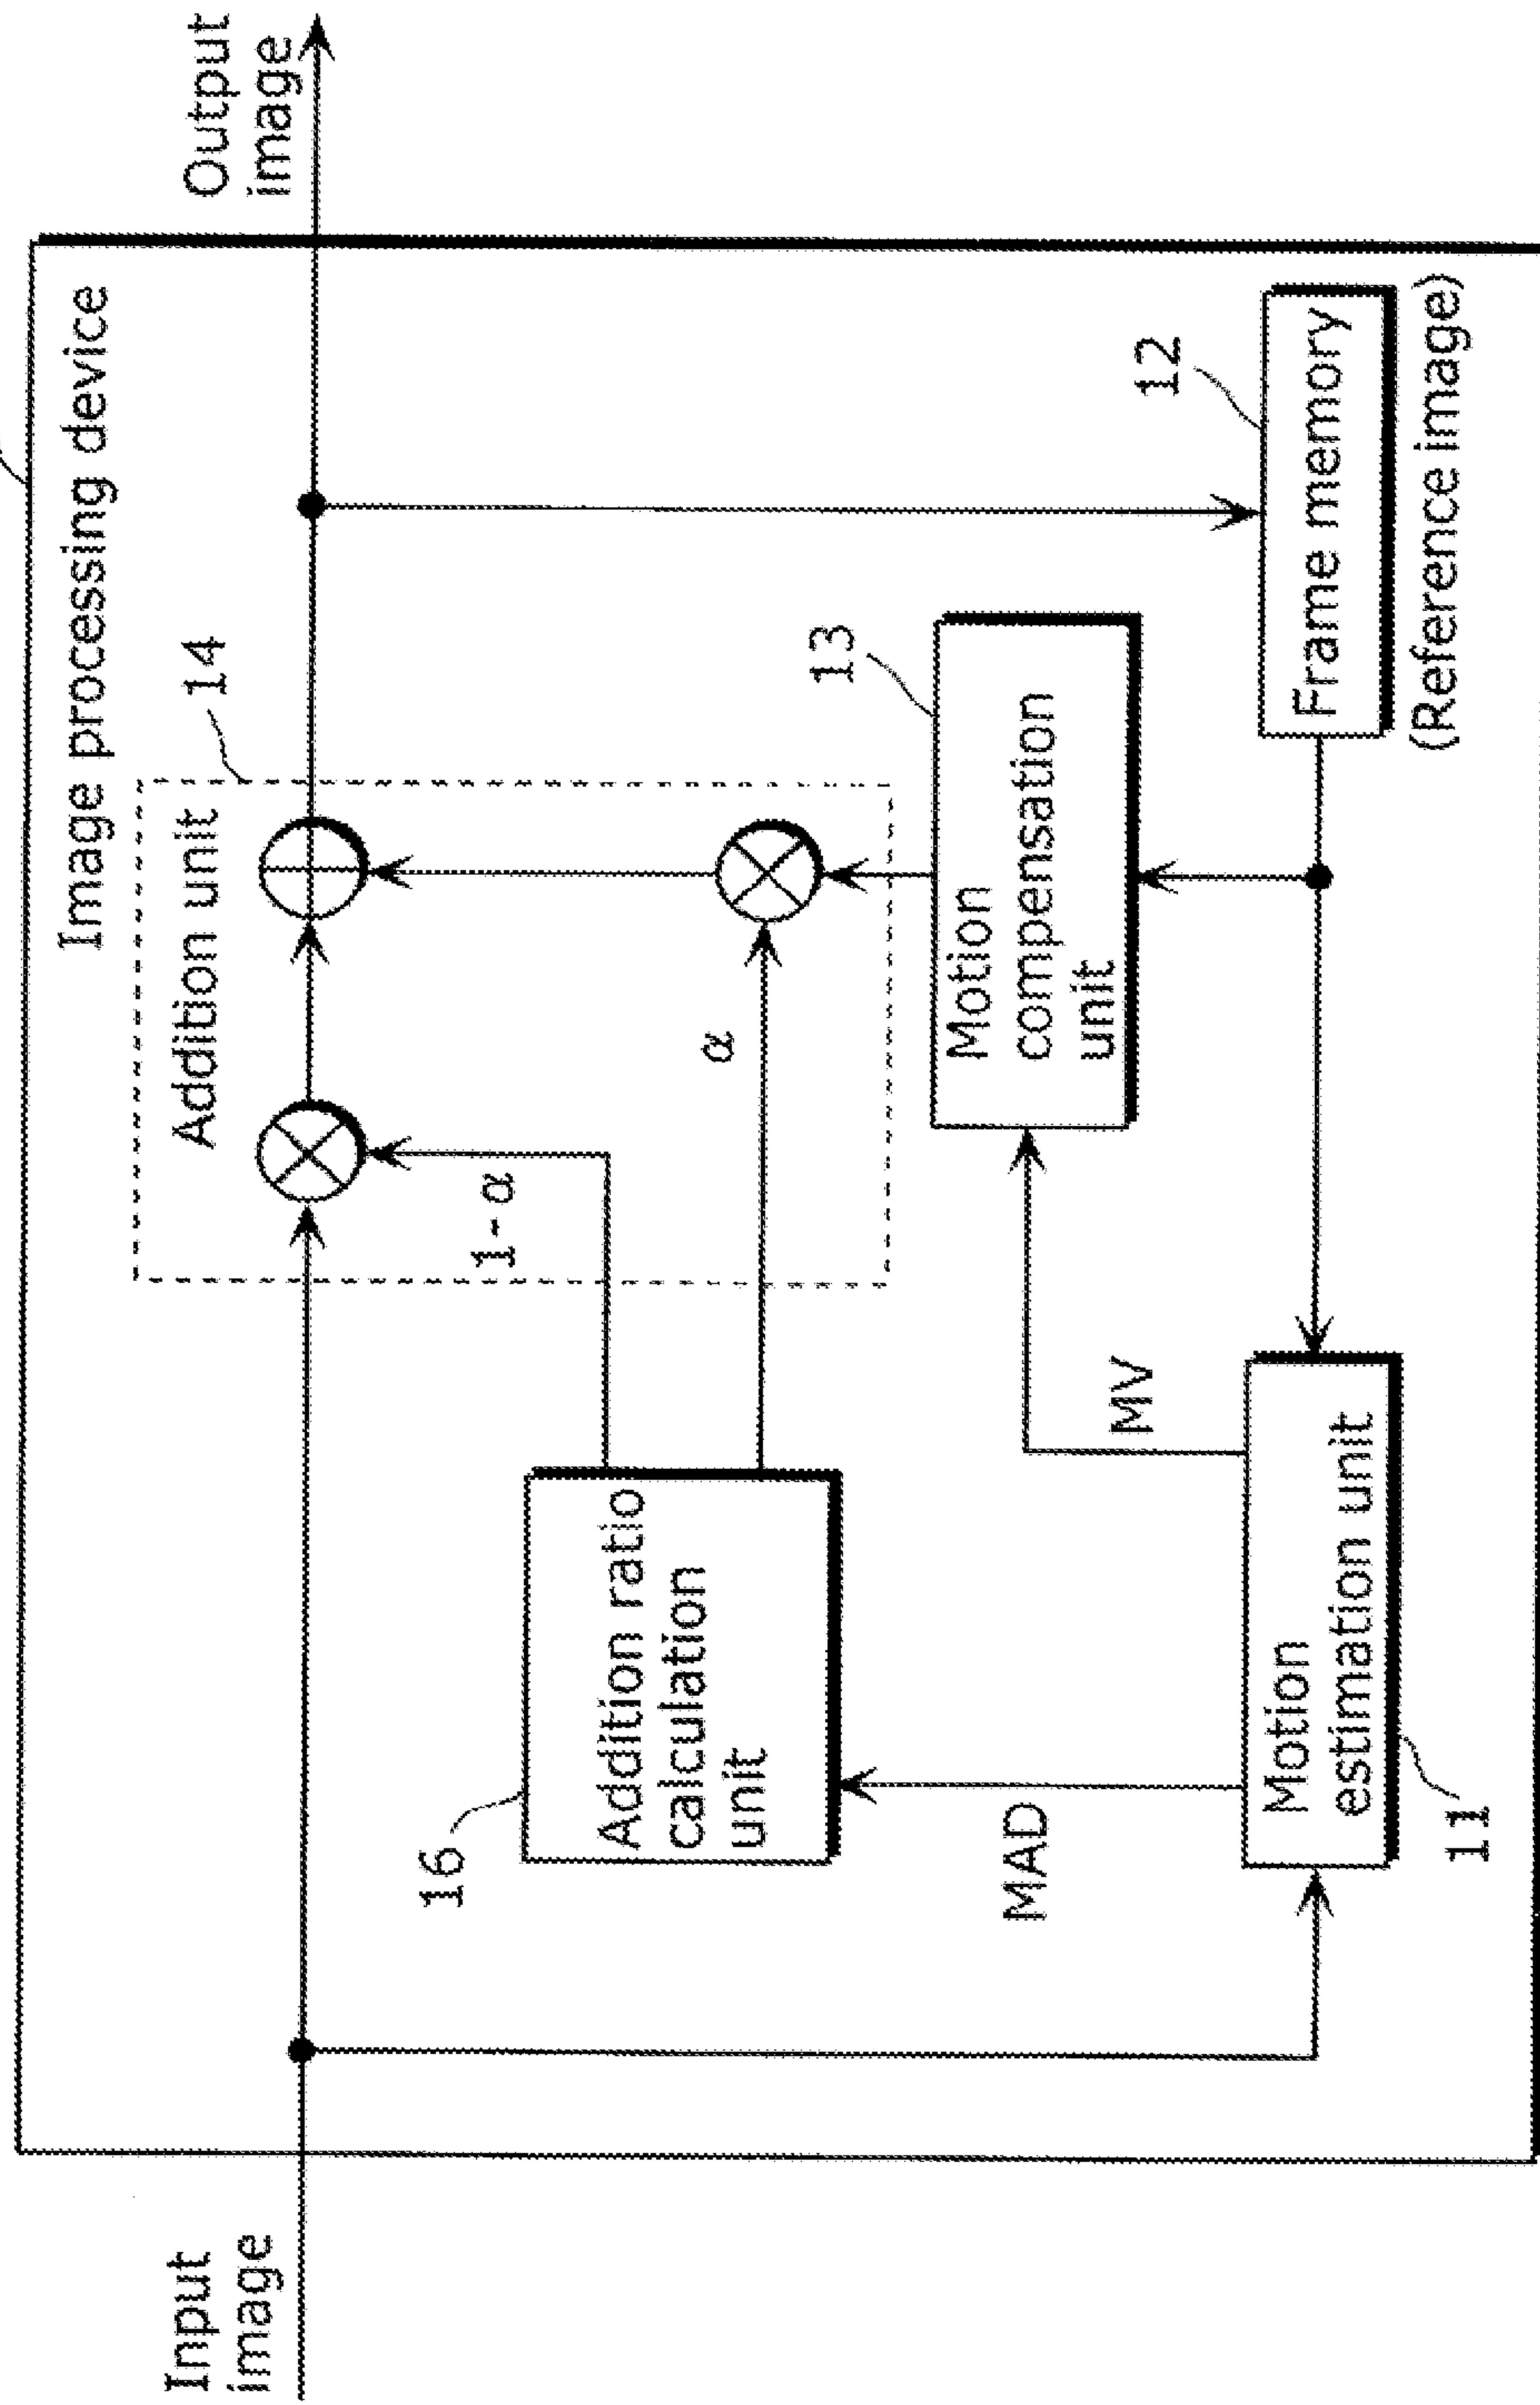 Image processing device
Input
image
Output
image
Addition unit
14
1-α
α
16
Addition ratio
calculation
unit
13
Motion
compensation
unit
MAD
MV
12
Frame memory
(Reference image)
Motion
estimation unit
11